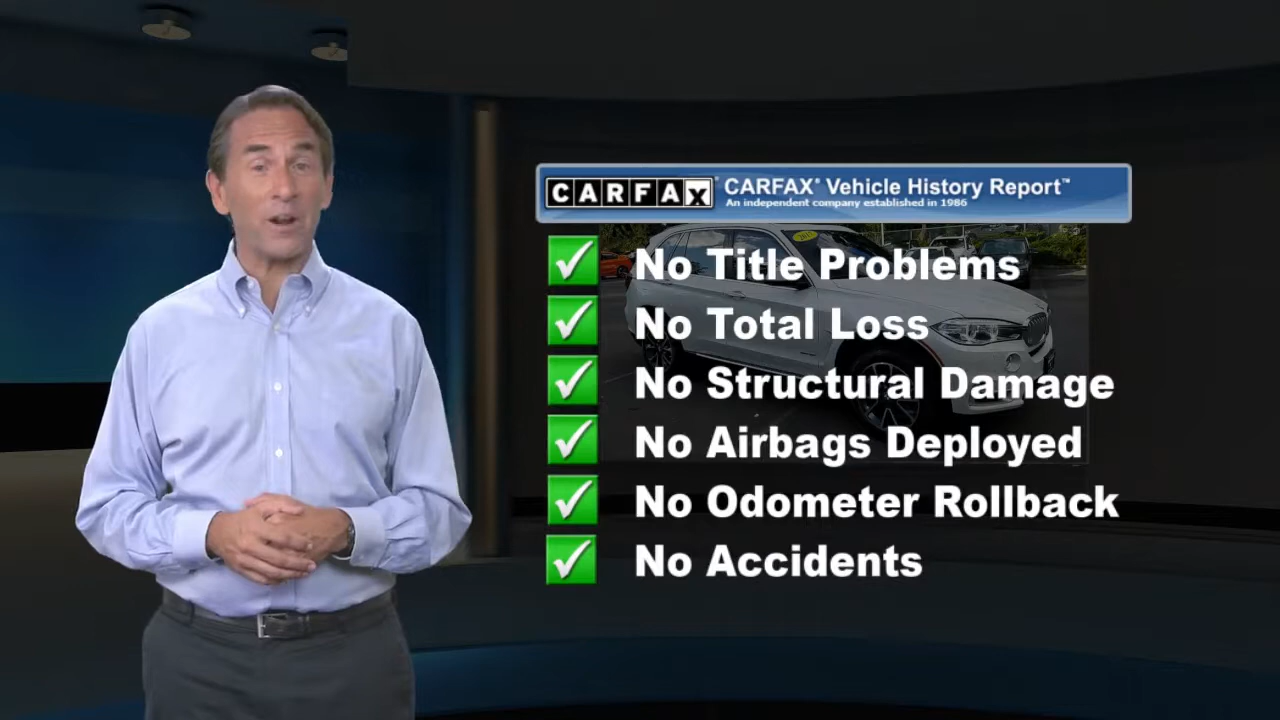 CARFAX® CARFAX® Vehicle History Report™
An independent company established in 1986
No Title Problems
No Total Loss
No Structural Damage
No Airbags Deployed
No Odometer Rollback
No Accidents